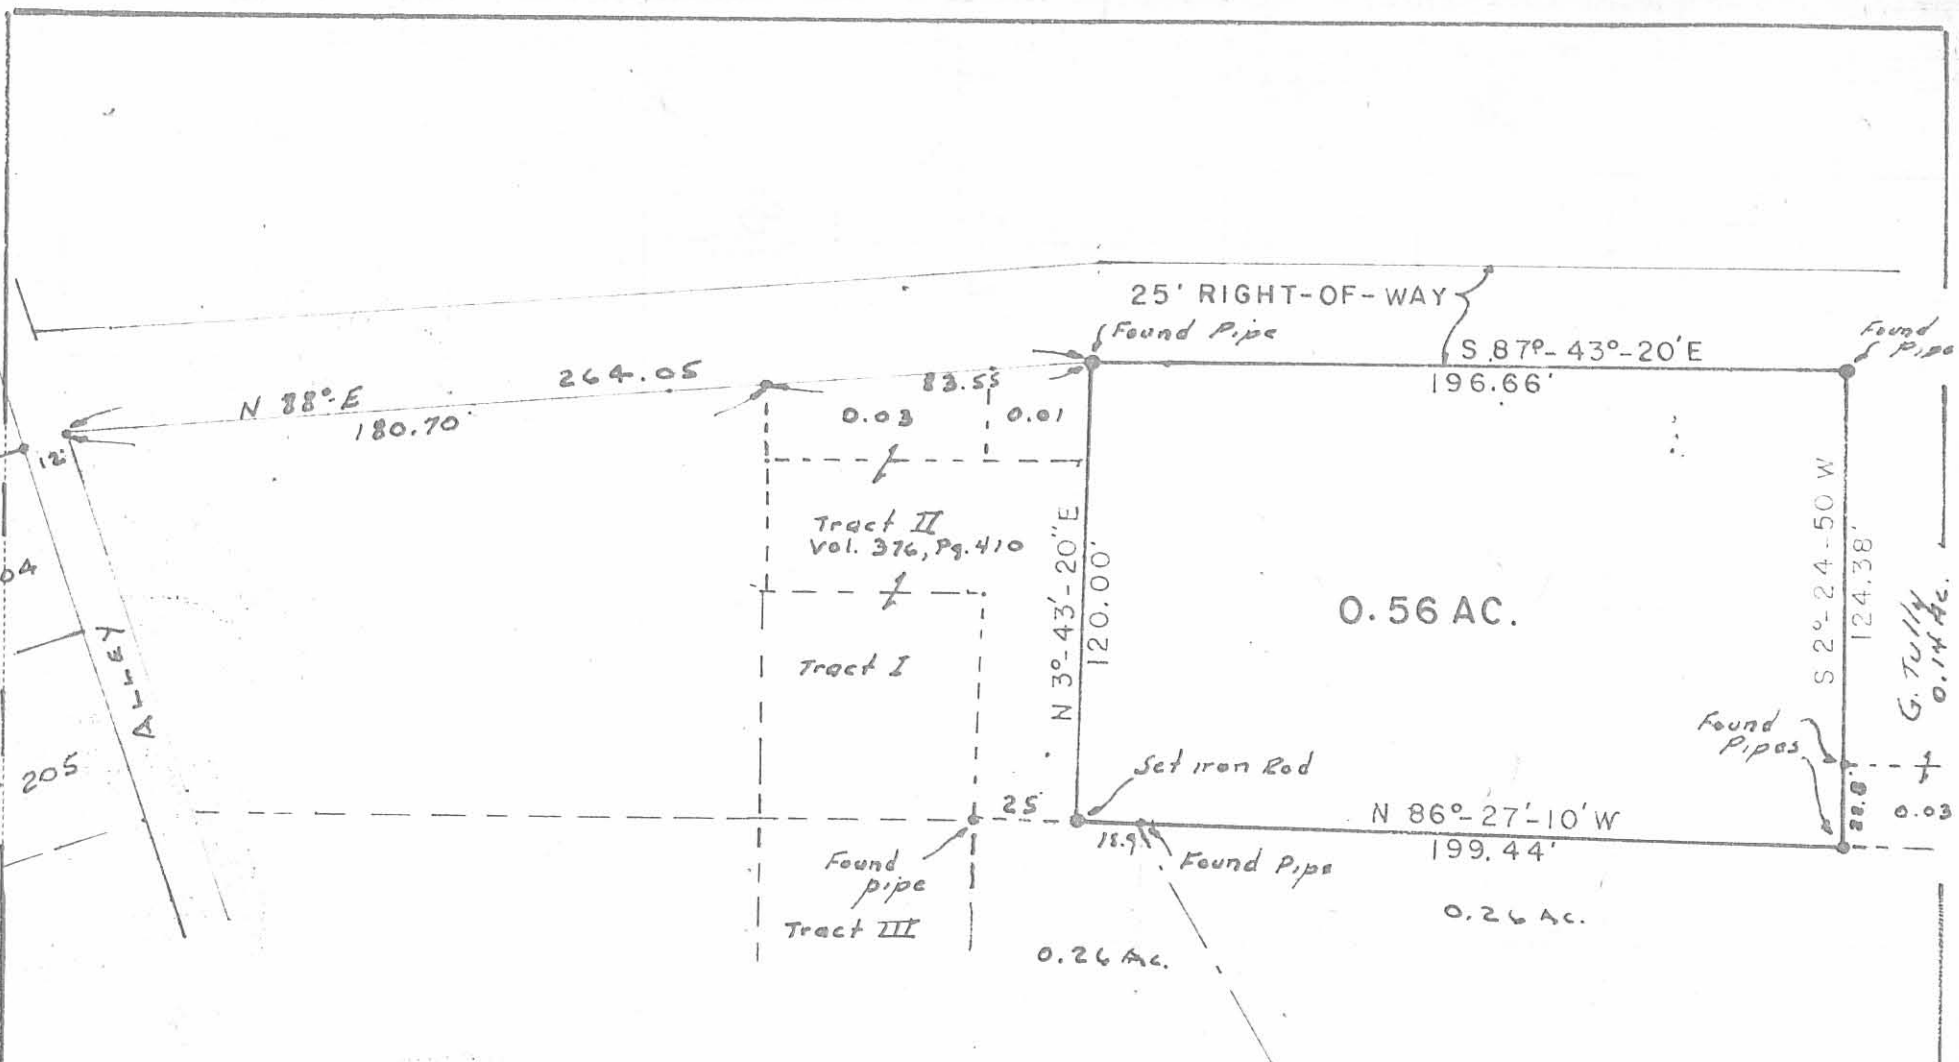 25' RIGHT-OF-WAY
Found Pipe
S 87°-43°-20'E
196.66'
Found
pipe
N 88° E
264.05
180.70'
83.55
0.03
0.01
12'
Tract II
Vol. 376, Pg. 410
Tract I
N 3°-43'-20"E
120.00'
0.56 AC.
S 2°-24-50 W
124.38'
G. Tully
0.14 Ac.
04
ALLEY
205
Found
Pipes
Set iron Rod
25'
18.9
N 86°-27'-10'W
199.44'
0.03
Found
pipe
Found Pipe
Tract III
0.26 Ac.
0.26 Ac.